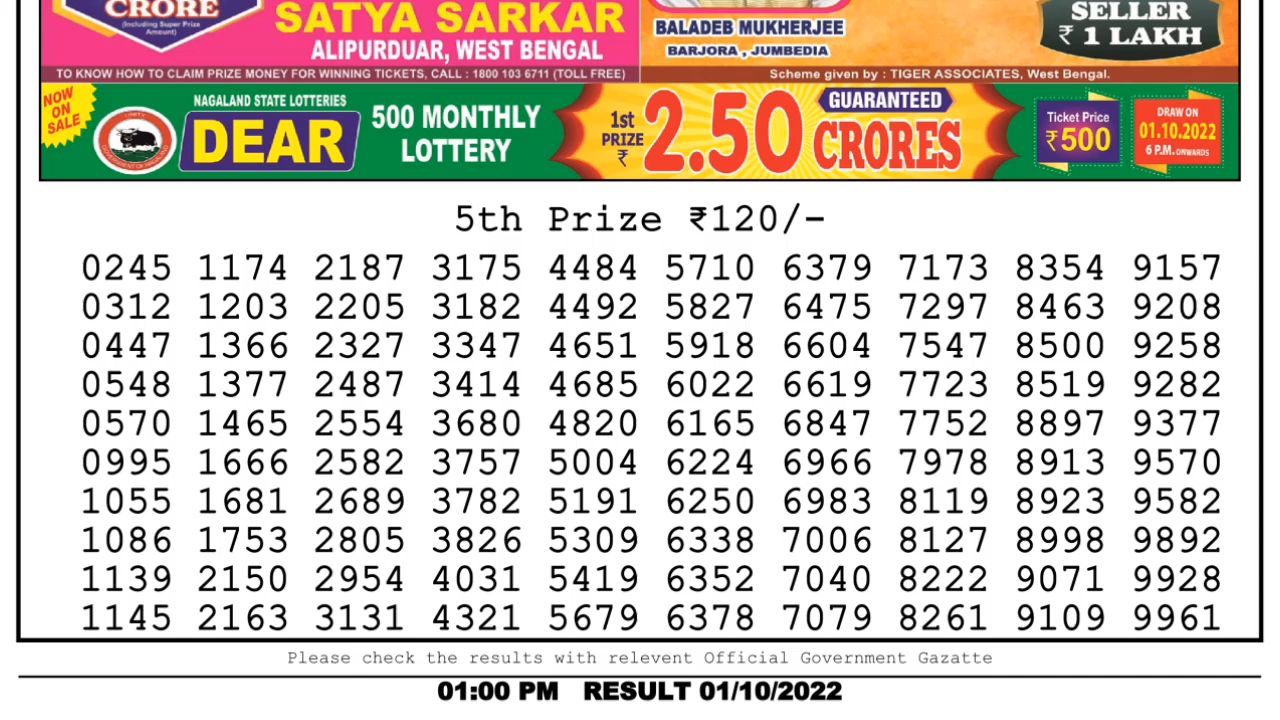 CRORE
(Including Super Prize
Amount)
SATYA SARKAR
ALIPURDUAR, WEST BENGAL
BALADEB MUKHERJEE
BARJORA , JUMBEDIA
SELLER
₹ 1 LAKH
TO KNOW HOW TO CLAIM PRIZE MONEY FOR WINNING TICKETS, CALL : 1800 103 6711 (TOLL FREE)
Scheme given by : TIGER ASSOCIATES, West Bengal.
NOW
ON
SALE
NAGALAND STATE LOTTERIES
DEAR
500 MONTHLY
LOTTERY
1st
PRIZE
₹
2.50
GUARANTEED
CRORES
Ticket Price
₹500
DRAW ON
01.10.2022
6 P.M. ONWARDS
5th Prize ₹120/-
0245 1174 2187 3175 4484 5710 6379 7173 8354 9157
0312 1203 2205 3182 4492 5827 6475 7297 8463 9208
0447 1366 2327 3347 4651 5918 6604 7547 8500 9258
0548 1377 2487 3414 4685 6022 6619 7723 8519 9282
0570 1465 2554 3680 4820 6165 6847 7752 8897 9377
0995 1666 2582 3757 5004 6224 6966 7978 8913 9570
1055 1681 2689 3782 5191 6250 6983 8119 8923 9582
1086 1753 2805 3826 5309 6338 7006 8127 8998 9892
1139 2150 2954 4031 5419 6352 7040 8222 9071 9928
1145 2163 3131 4321 5679 6378 7079 8261 9109 9961
Please check the results with relevent Official Government Gazatte
01:00 PM RESULT 01/10/2022